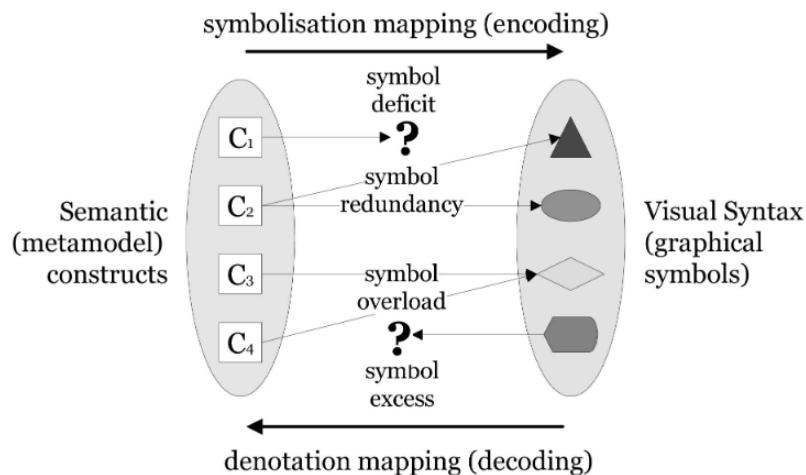 symbolisation mapping (encoding)
symbol
deficit
?
C₁
symbol
redundancy
C₂
Semantic
(metamodel)
constructs
Visual Syntax
(graphical
symbols)
C₃
symbol
overload
C₄
?
symbol
excess
denotation mapping (decoding)